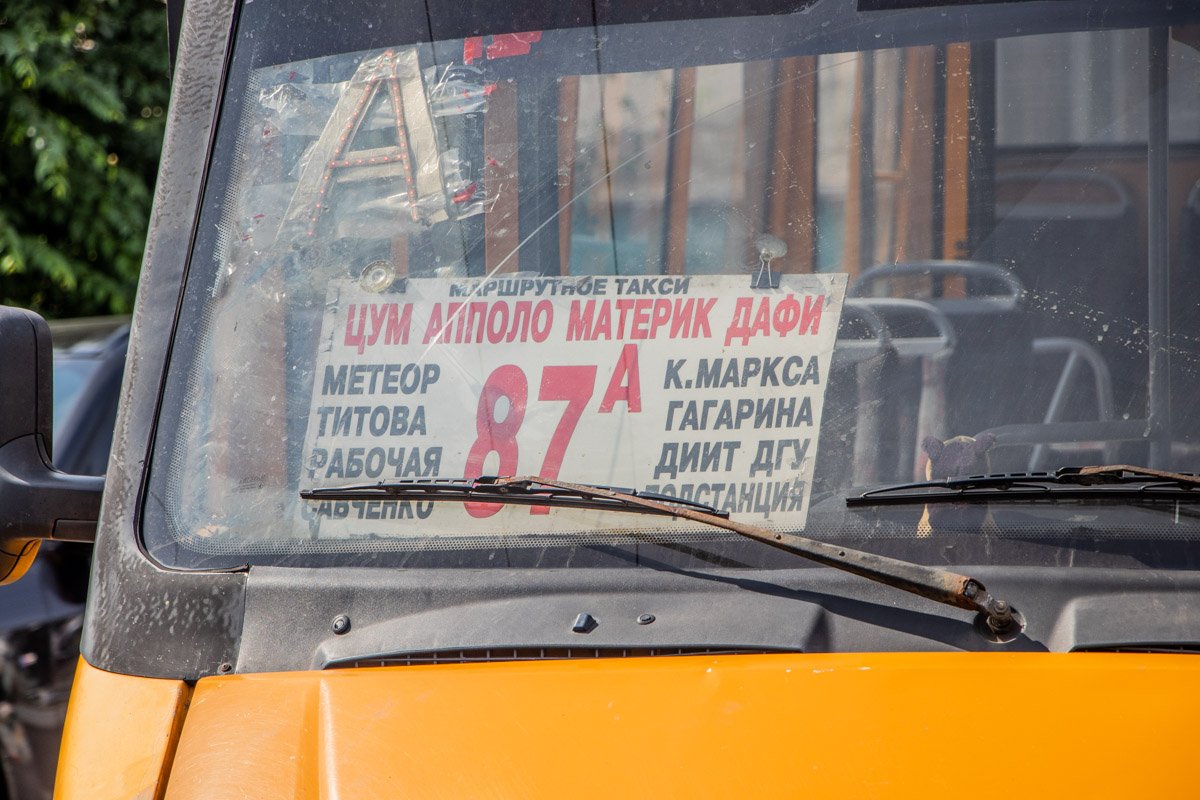 А
МАРШРУТНОЕ ТАКСИ
ЦУМ АППОЛО МАТЕРИК ДАФИ
МЕТЕОР
ТИТОВА
РАБОЧАЯ
САВЧЕНКО
87А
К.МАРКСА
ГАГАРИНА
ДИИТ ДГУ
ПОДСТАНЦИЯ